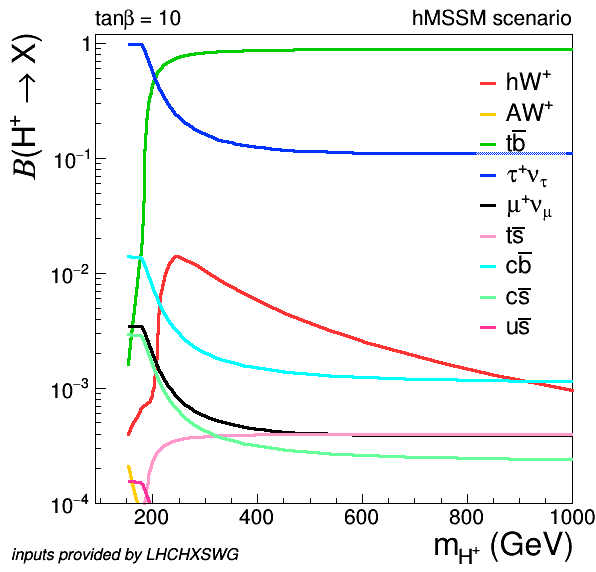 tanβ = 10 hMSSM scenario
B(H⁺ → X)
1
10⁻¹
10⁻²
10⁻³
10⁻⁴
hW⁺
AW⁺
tb̅
τ⁺ν_τ
μ⁺ν_μ
ts̅
cb̅
cs̅
us̅
200 400 600 800 1000
m_H⁺ (GeV)
inputs provided by LHCHXSWG